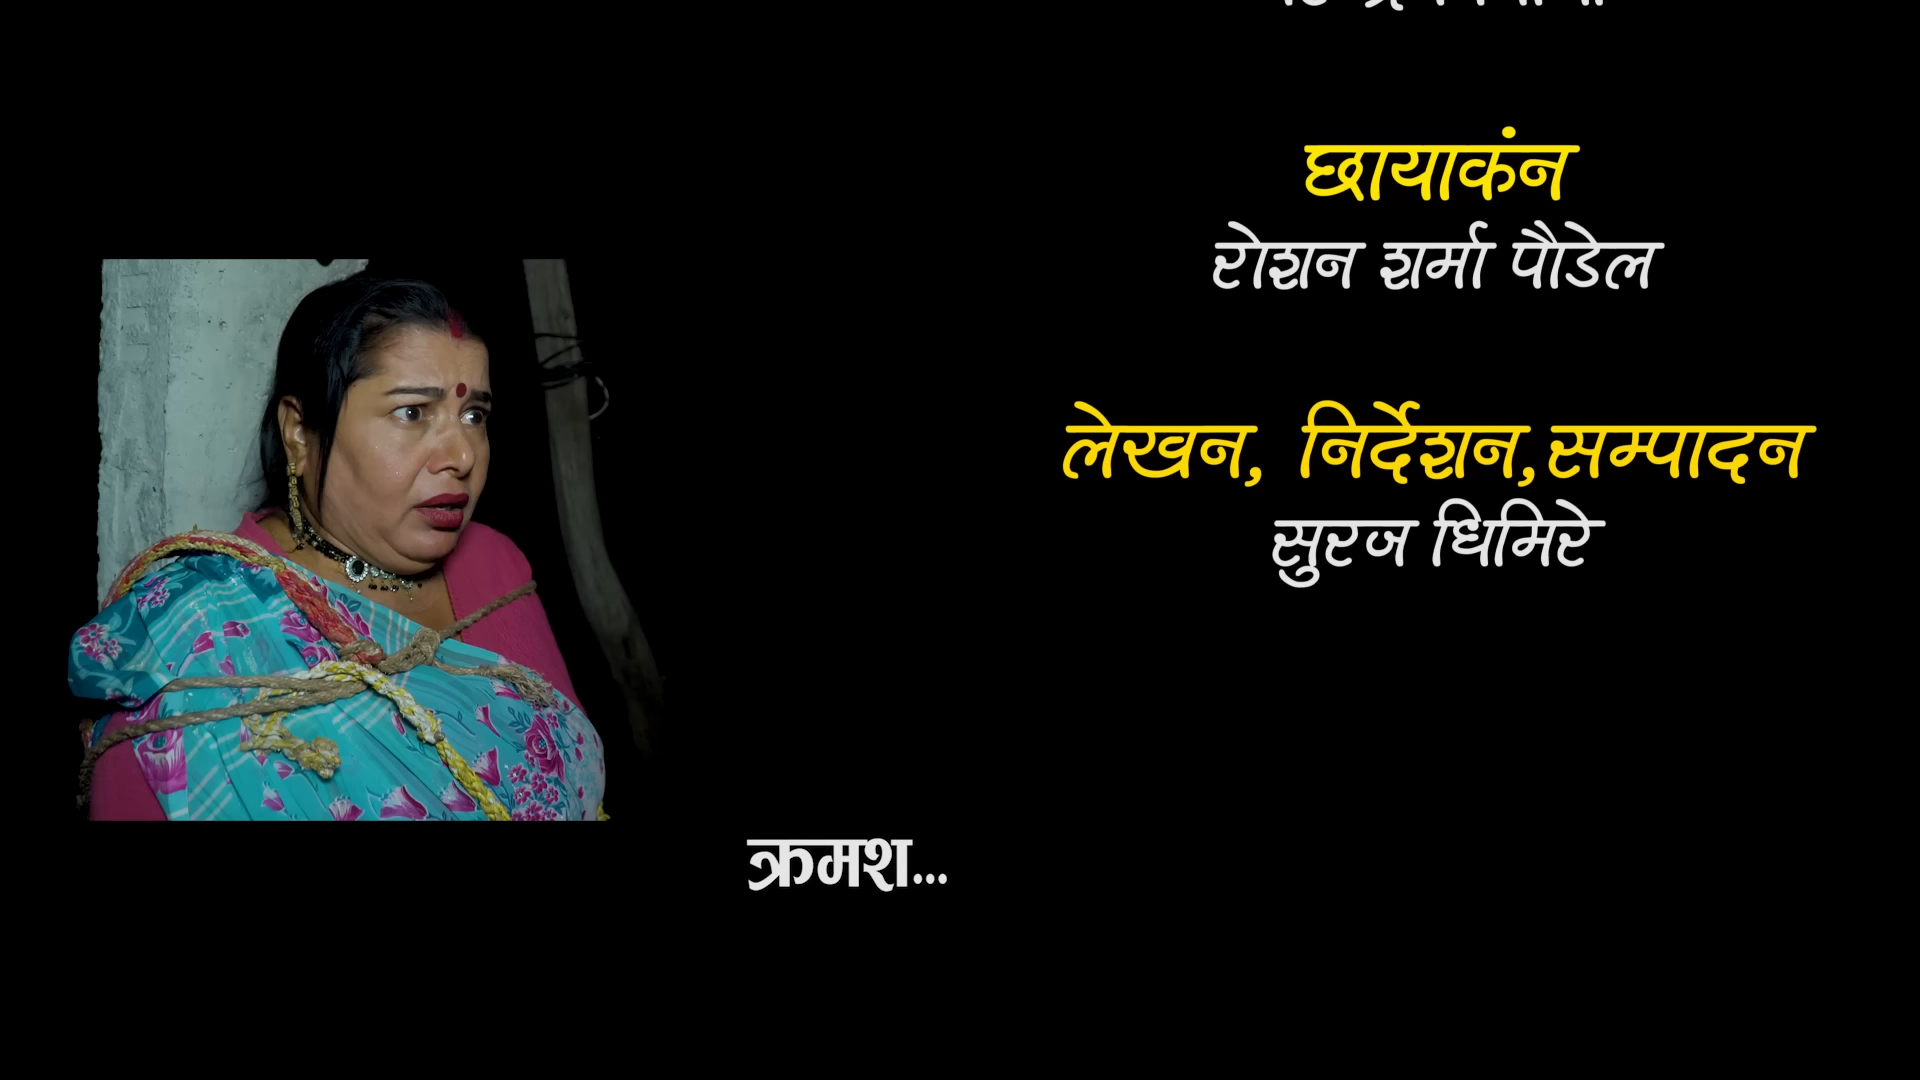 छायाकंन
रोशन शर्मा पौडेल
लेखन, निर्देशन,सम्पादन
सुरज धिमिरे
क्रमश...